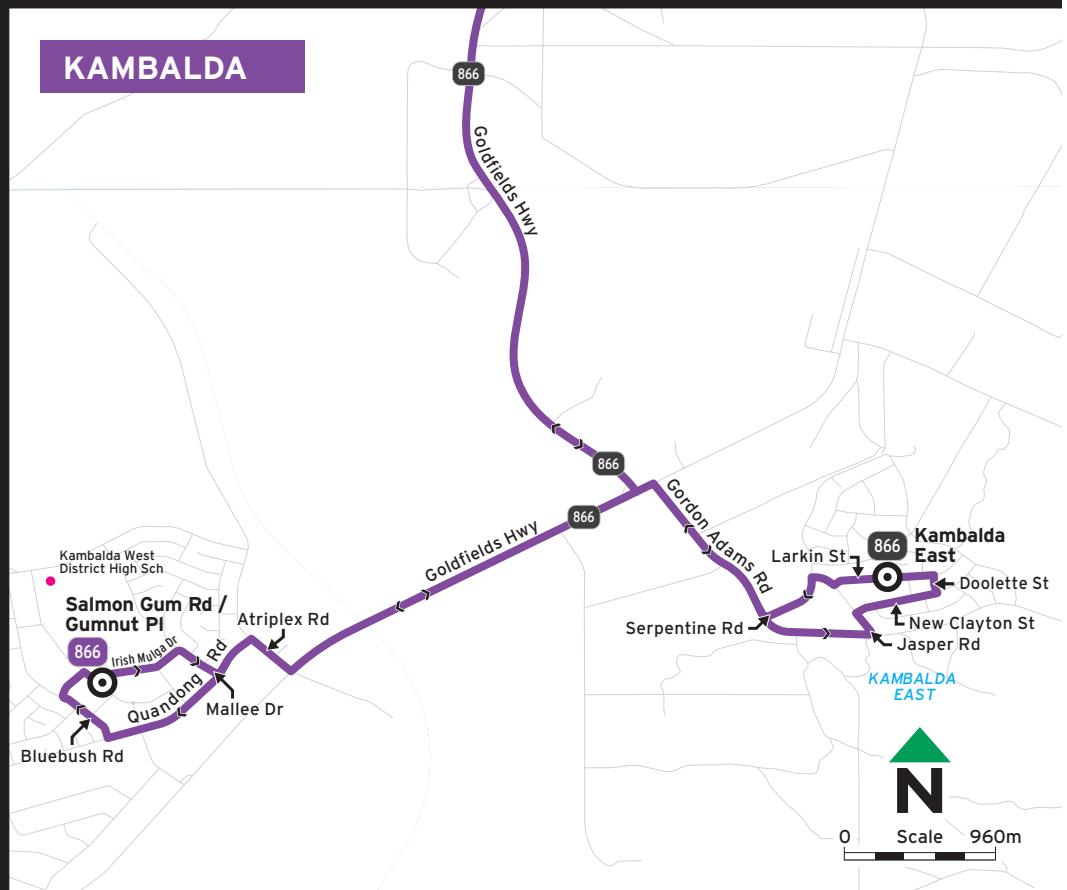 KAMBALDA
866
Goldfields Hwy
866
866
Goldfields Hwy
Gordon Adams Rd
Larkin St
866
Kambalda
East
Doolette St
New Clayton St
Jasper Rd
Serpentine Rd
KAMBALDA
EAST
Kambalda West
District High Sch
Salmon Gum Rd /
Gumnut Pl
866
Irish Mulga Dr
Atriplex Rd
Quandong Rd
Mallee Dr
Bluebush Rd
N
0 Scale 960m